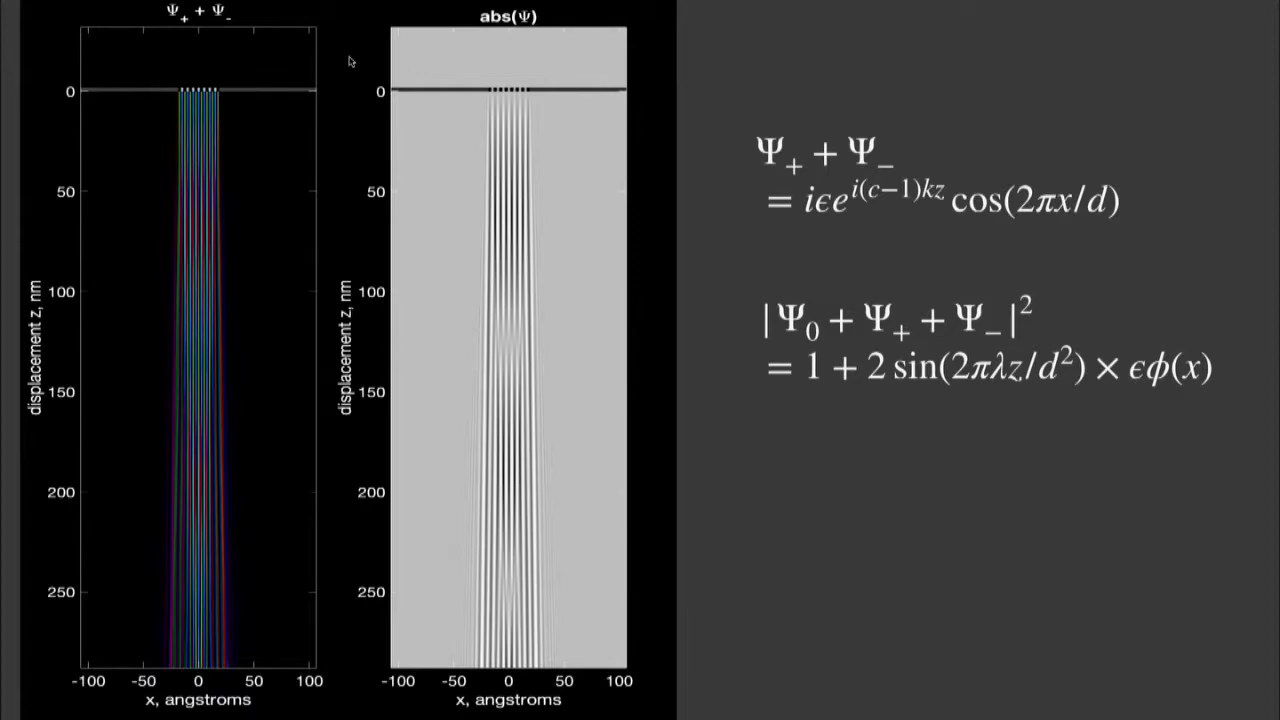 Ψ₊ + Ψ₋
abs(Ψ)
0
50
100
150
200
250
displacement z, nm
-100 -50 0 50 100
x, angstroms
0
50
100
150
200
250
displacement z, nm
-100 -50 0 50 100
x, angstroms
Ψ₊ + Ψ₋
= iϵe^{i(c−1)kz} cos(2πx/d)
|Ψ₀ + Ψ₊ + Ψ₋|²
= 1 + 2 sin(2πλz/d²) × ϵϕ(x)